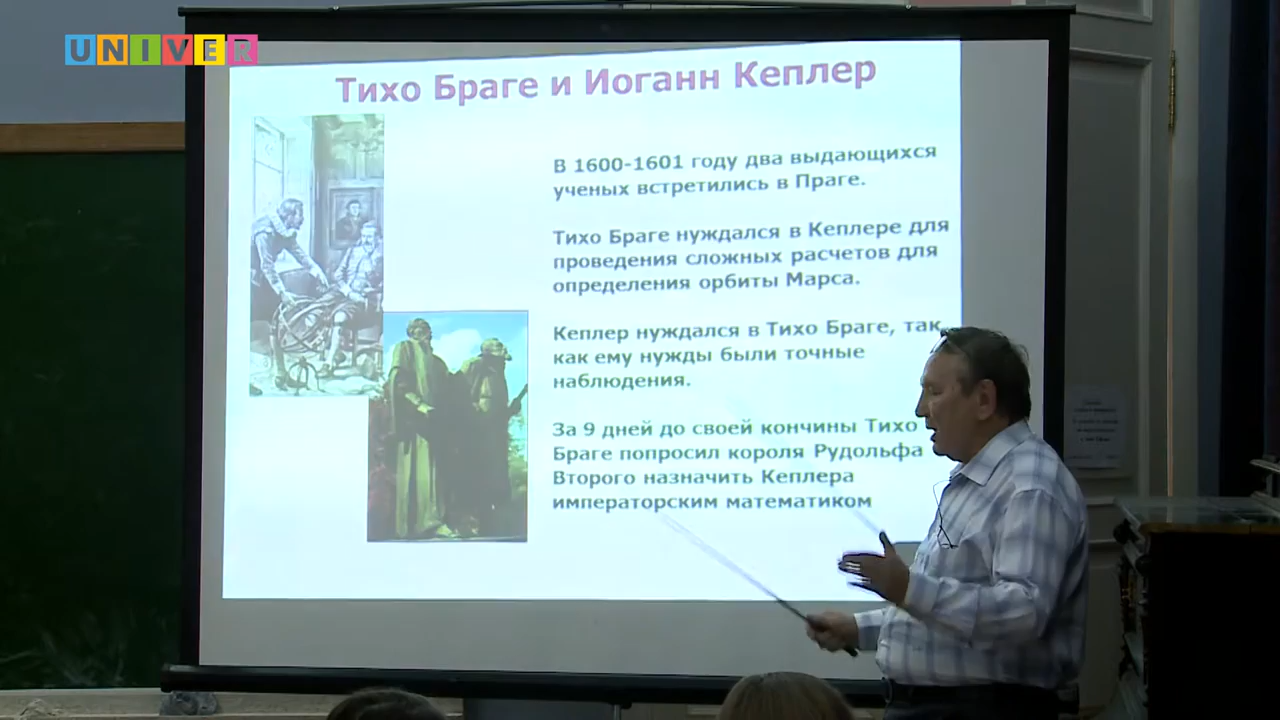 UNIVER
Тихо Браге и Иоганн Кеплер
В 1600-1601 году два выдающихся
ученых встретились в Праге.
Тихо Браге нуждался в Кеплере для
проведения сложных расчетов для
определения орбиты Марса.
Кеплер нуждался в Тихо Браге, так
как ему нужды были точные
наблюдения.
За 9 дней до своей кончины Тихо
Браге попросил короля Рудольфа
Второго назначить Кеплера
императорским математиком